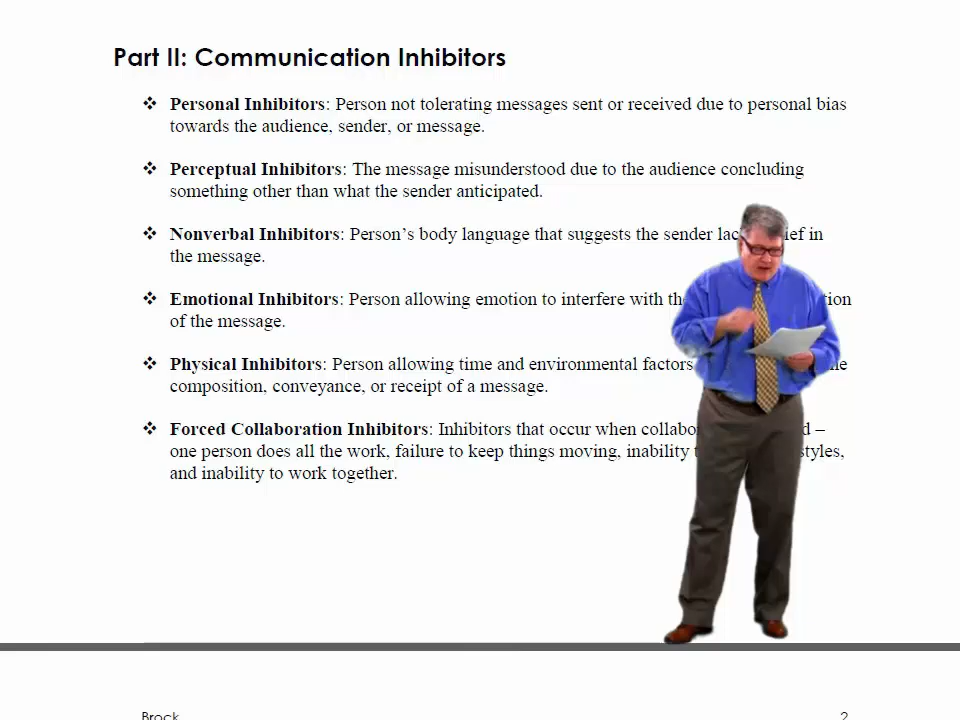 Part II: Communication Inhibitors
❖ Personal Inhibitors: Person not tolerating messages sent or received due to personal bias
towards the audience, sender, or message.
❖ Perceptual Inhibitors: The message misunderstood due to the audience concluding
something other than what the sender anticipated.
❖ Nonverbal Inhibitors: Person's body language that suggests the sender in
the message.
❖ Emotional Inhibitors: Person allowing emotion to interfere with
of the message.
❖ Physical Inhibitors: Person allowing time and environmental factors
composition, conveyance, or receipt of a message.
❖ Forced Collaboration Inhibitors: Inhibitors that occur when –
one person does all the work, failure to keep things moving, inability styles,
and inability to work together.
Brock 2